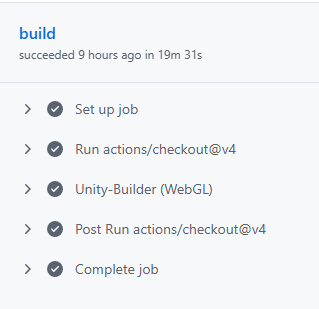 build
succeeded 9 hours ago in 19m 31s
Set up job
Run actions/checkout@v4
Unity-Builder (WebGL)
Post Run actions/checkout@v4
Complete job